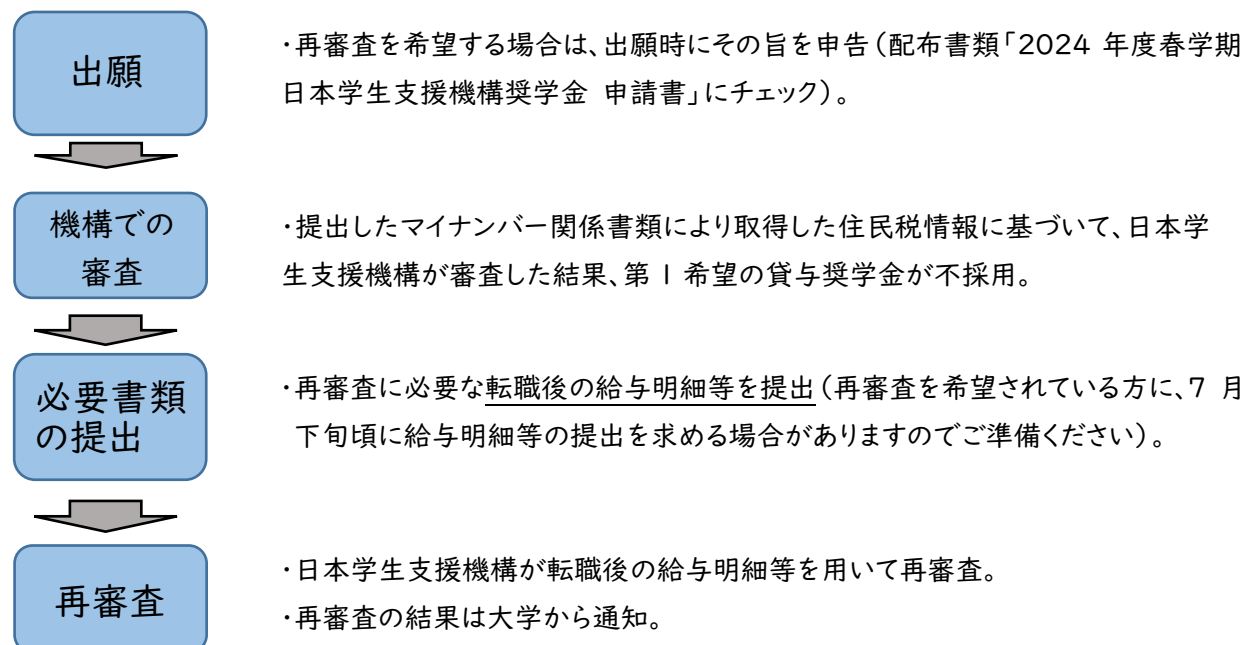 出願
・再審査を希望する場合は、出願時にその旨を申告(配布書類「2024 年度春学期
日本学生支援機構奨学金 申請書」にチェック)。
機構での
審査
・提出したマイナンバー関係書類により取得した住民税情報に基づいて、日本学
生支援機構が審査した結果、第1希望の貸与奨学金が不採用。
必要書類
の提出
・再審査に必要な転職後の給与明細等を提出(再審査を希望されている方に、7 月
下旬頃に給与明細等の提出を求める場合がありますのでご準備ください)。
再審査
・日本学生支援機構が転職後の給与明細等を用いて再審査。
・再審査の結果は大学から通知。